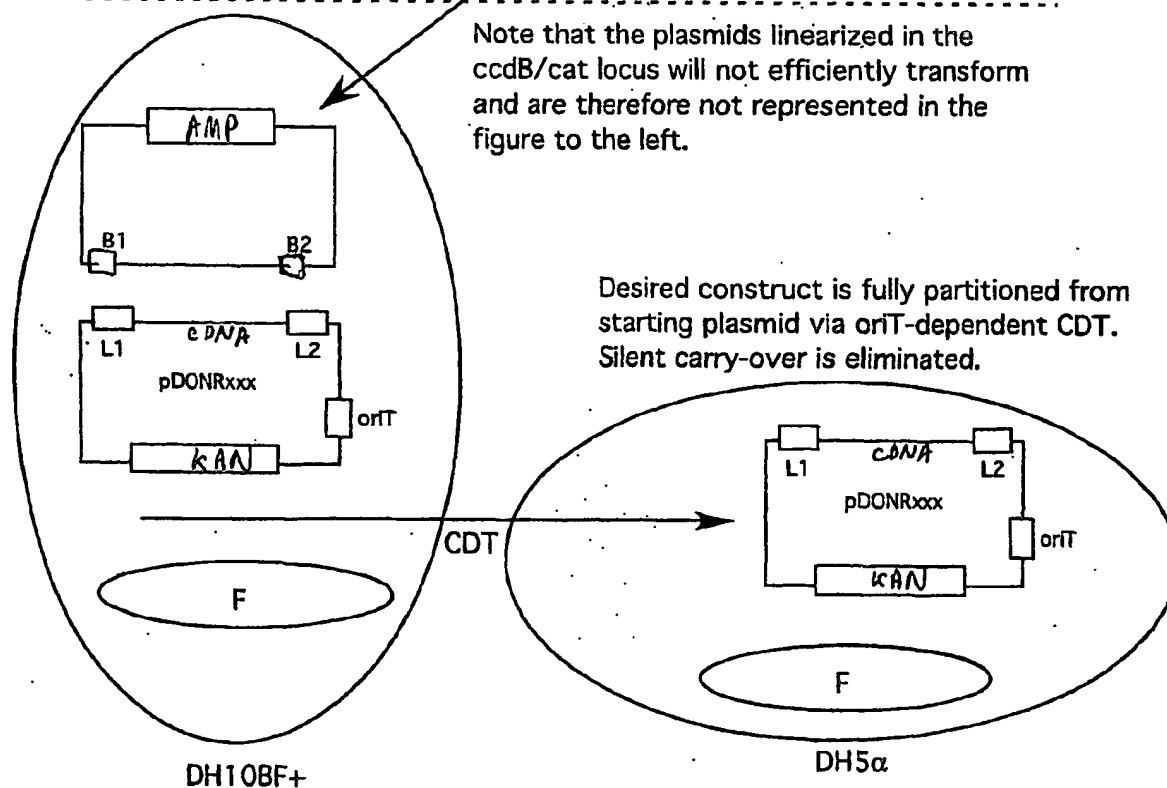 Note that the plasmids linearized in the
ccdB/cat locus will not efficiently transform
and are therefore not represented in the
figure to the left.
AMP
B1
B2
L1
cDNA
L2
pDONRxxx
oriT
KAN
F
DH10BF+
Desired construct is fully partitioned from
starting plasmid via oriT-dependent CDT.
Silent carry-over is eliminated.
CDT
L1
cDNA
L2
pDONRxxx
oriT
KAN
F
DH5α